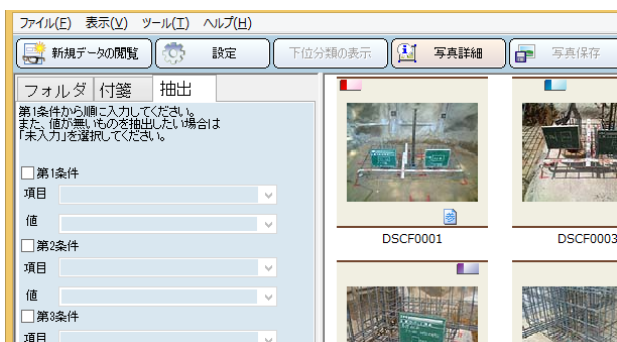 ファイル(F) 表示(V) ツール(T) ヘルプ(H)
新規データの閲覧 設定 下位分類の表示 写真詳細 写真保存
フォルダ 付箋 抽出
第1条件から順に入力してください。
また、値が無いものを抽出したい場合は
「未入力」を選択してください。
第1条件
項目
値
第2条件
項目
値
第3条件
項目
参
DSCF0001 DSCF0003